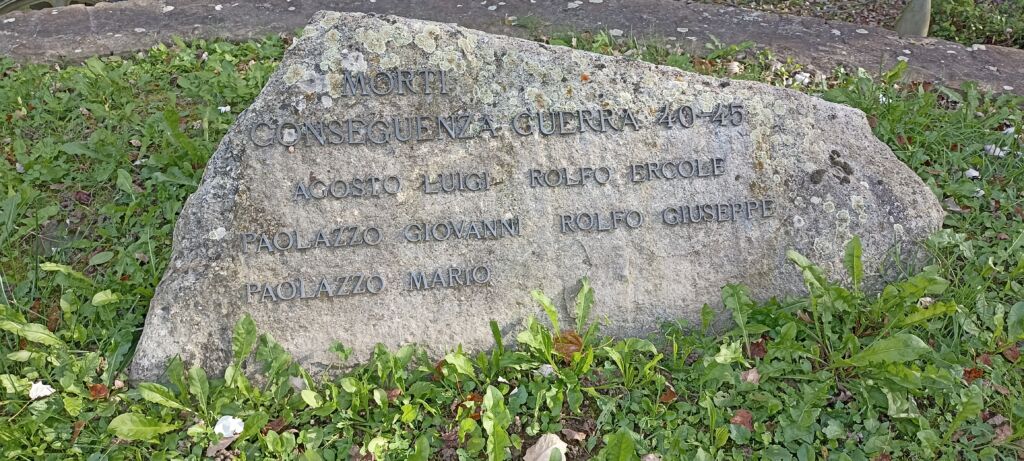 MORTI
CONSEGUENZA GUERRA 40-45
AGOSTO LUIGI ROLFO ERCOLE
PAOLAZZO GIOVANNI ROLFO GIUSEPPE
PAOLAZZO MARIO